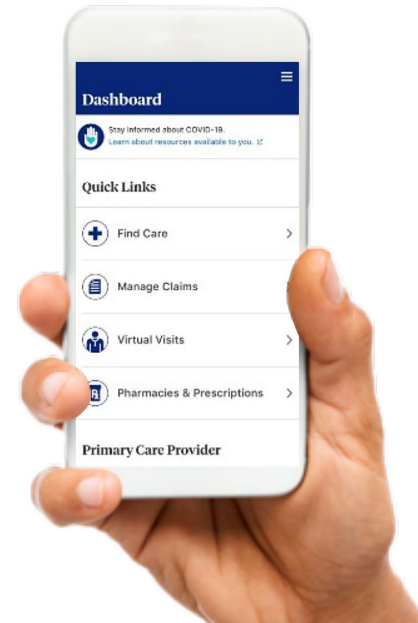 Dashboard
Stay informed about COVID-19.
Learn about resources available to you.
Quick Links
Find Care
Manage Claims
Virtual Visits
Pharmacies & Prescriptions
Primary Care Provider